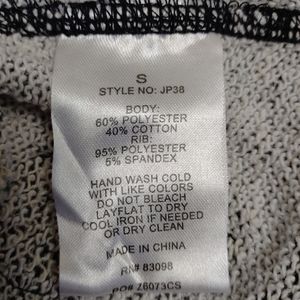 S
STYLE NO: JP38
BODY:
60% POLYESTER
40% COTTON
RIB:
95% POLYESTER
5% SPANDEX
HAND WASH COLD
WITH LIKE COLORS
DO NOT BLEACH
LAYFLAT TO DRY
COOL IRON IF NEEDED
OR DRY CLEAN
MADE IN CHINA
RN# 83098
PO# Z6073CS